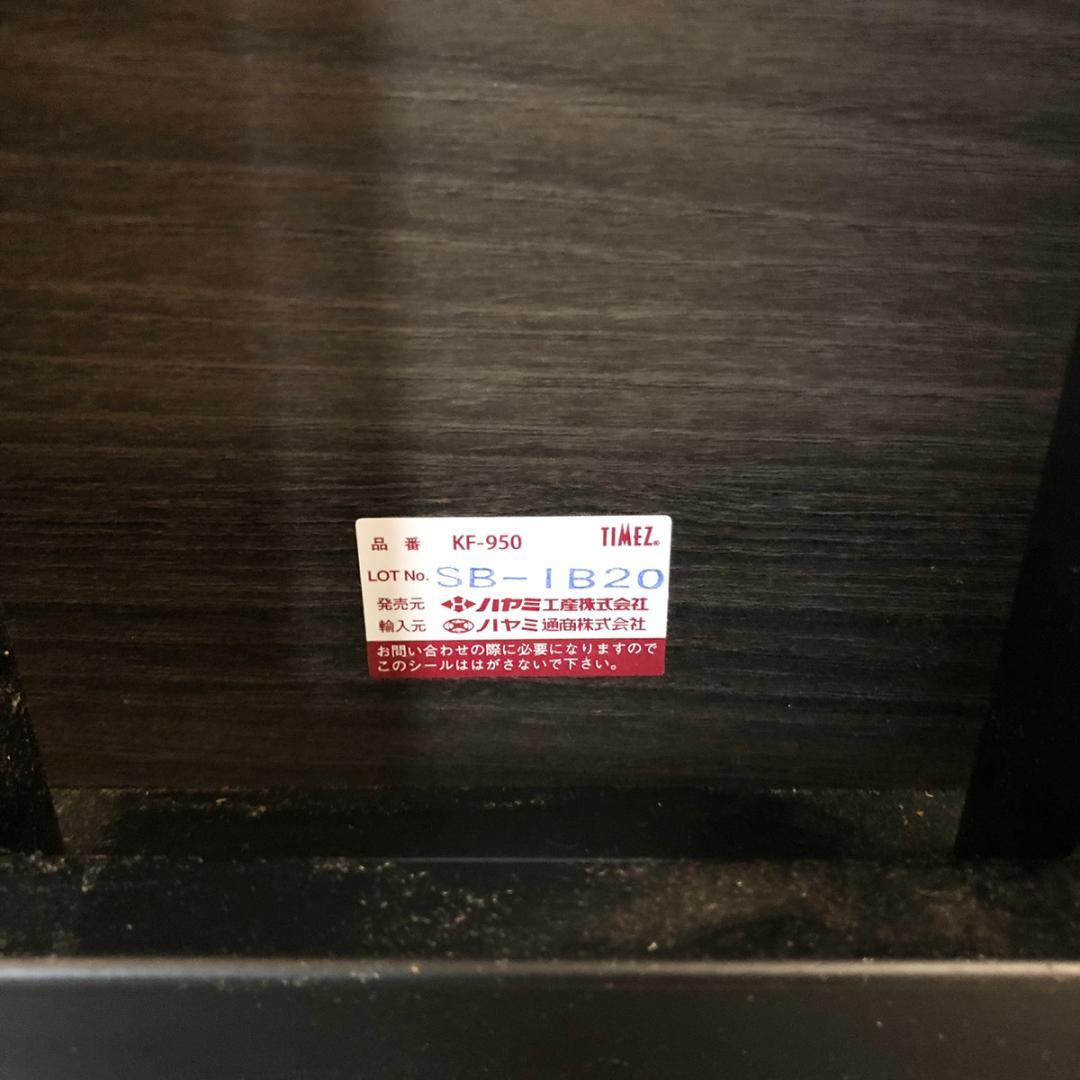 品番 KF-950 TIMEZ®
LOT No. SB-1B20
発売元 ハヤミ工産株式会社
輸入元 ハヤミ通商株式会社
お問い合わせの際に必要になりますので
このシールははがさないで下さい。